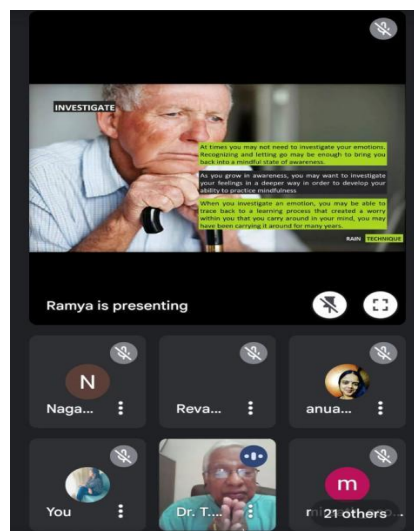 INVESTIGATE
At times you may not need to investigate your emotions.
Recognizing and letting go may be enough to bring you
back into a mindful state of awareness.
As you grow in awareness, you may want to investigate
your feelings in a deeper way in order to develop your
ability to practice mindfulness
When you investigate an emotion, you may be able to
trace back to a learning process that created a worry
within you that you carry around in your mind, you may
have been carrying it around for many years.
RAIN TECHNIQUE
Ramya is presenting
N
Naga...
Reva...
anua...
You
Dr. T....
m
21 others